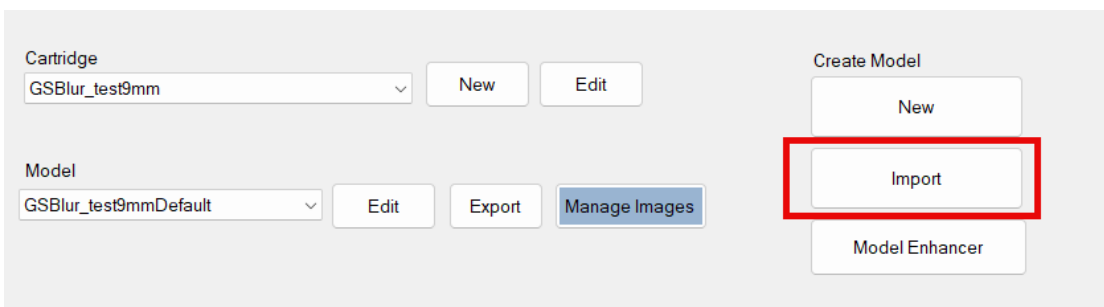 Cartridge
GSBlur_test9mm
New
Edit
Model
GSBlur_test9mmDefault
Edit
Export
Manage Images
Create Model
New
Import
Model Enhancer